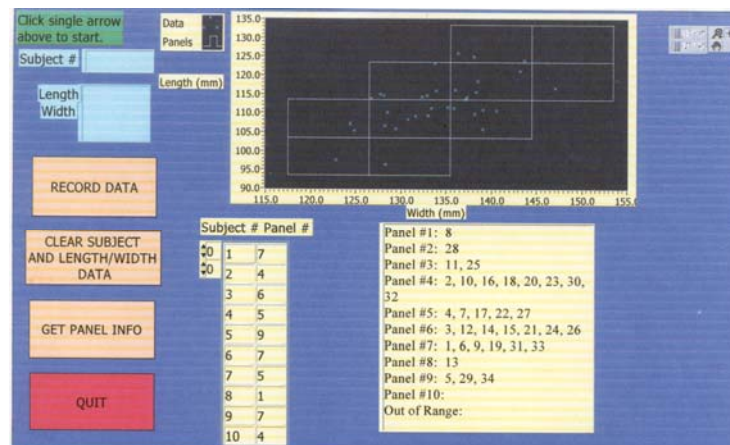 Click single arrow
above to start.
Subject #
Length
Width
RECORD DATA
CLEAR SUBJECT
AND LENGTH/WIDTH
DATA
GET PANEL INFO
QUIT
Data
Panels
Length (mm)
135.0
130.0
125.0
120.0
115.0
110.0
105.0
100.0
95.0
90.0
115.0 120.0 125.0 130.0 135.0 140.0 145.0 150.0 155.0
Width (mm)
Subject # Panel #
0
0
1 7
2 4
3 6
4 5
5 9
6 7
7 5
8 1
9 7
10 4
Panel #1: 8
Panel #2: 28
Panel #3: 11, 25
Panel #4: 2, 10, 16, 18, 20, 23, 30,
32
Panel #5: 4, 7, 17, 22, 27
Panel #6: 3, 12, 14, 15, 21, 24, 26
Panel #7: 1, 6, 9, 19, 31, 33
Panel #8: 13
Panel #9: 5, 29, 34
Panel #10:
Out of Range: